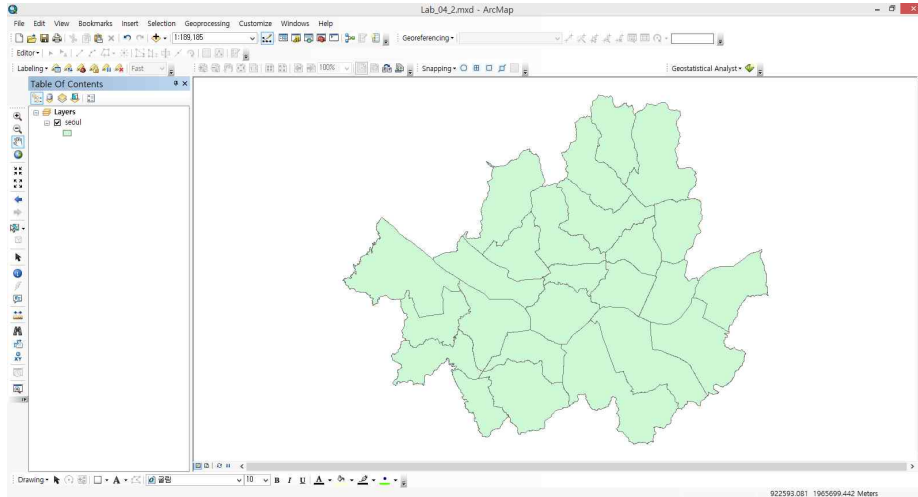 Lab_04_2.mxd - ArcMap
File Edit View Bookmarks Insert Selection Geoprocessing Customize Windows Help
1:189,185
Georeferencing
Editor
Labeling Fast 100% Snapping Geostatistical Analyst
Table Of Contents
Layers
seoul
Drawing A 굴림 10 B I U A
922593.081 1965699.442 Meters